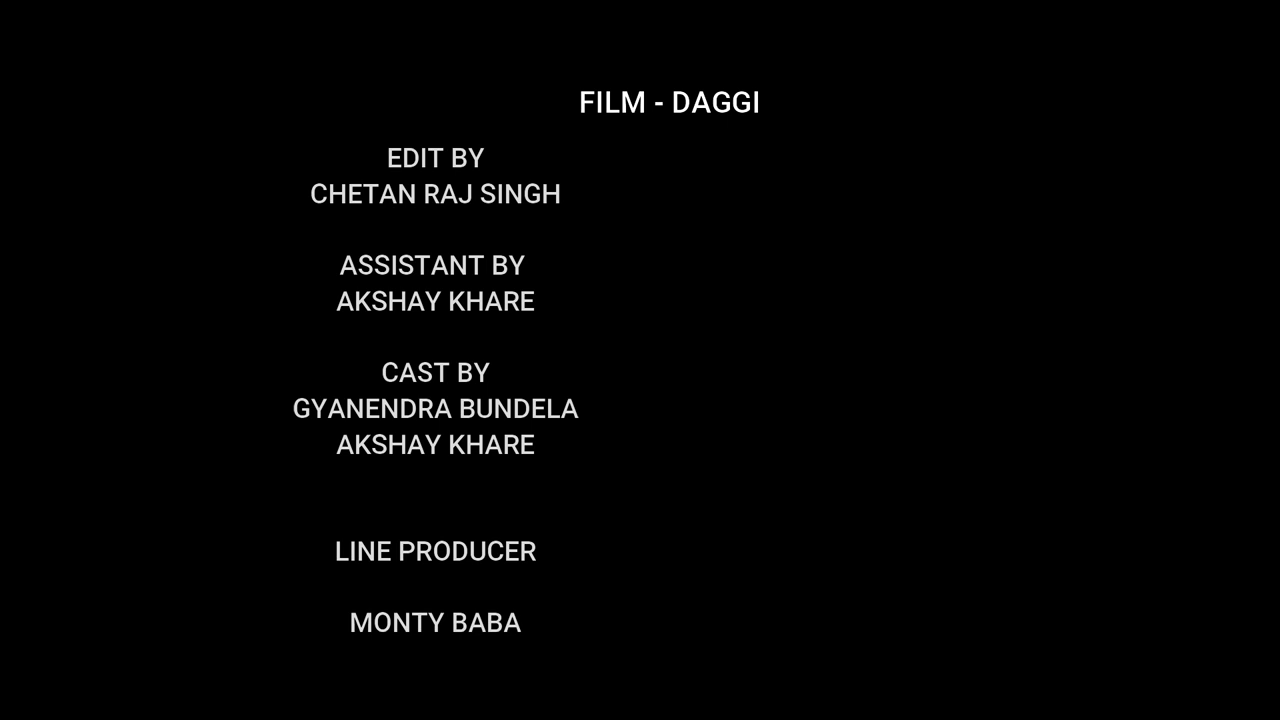 FILM - DAGGI
EDIT BY
CHETAN RAJ SINGH
ASSISTANT BY
AKSHAY KHARE
CAST BY
GYANENDRA BUNDELA
AKSHAY KHARE
LINE PRODUCER
MONTY BABA